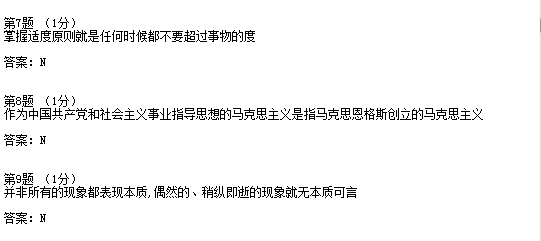 第7题 （1分）
掌握适度原则就是任何时候都不要超过事物的度
答案：N
第8题 （1分）
作为中国共产党和社会主义事业指导思想的马克思主义是指马克思恩格斯创立的马克思主义
答案：N
第9题 （1分）
并非所有的现象都表现本质,偶然的、稍纵即逝的现象就无本质可言
答案：N